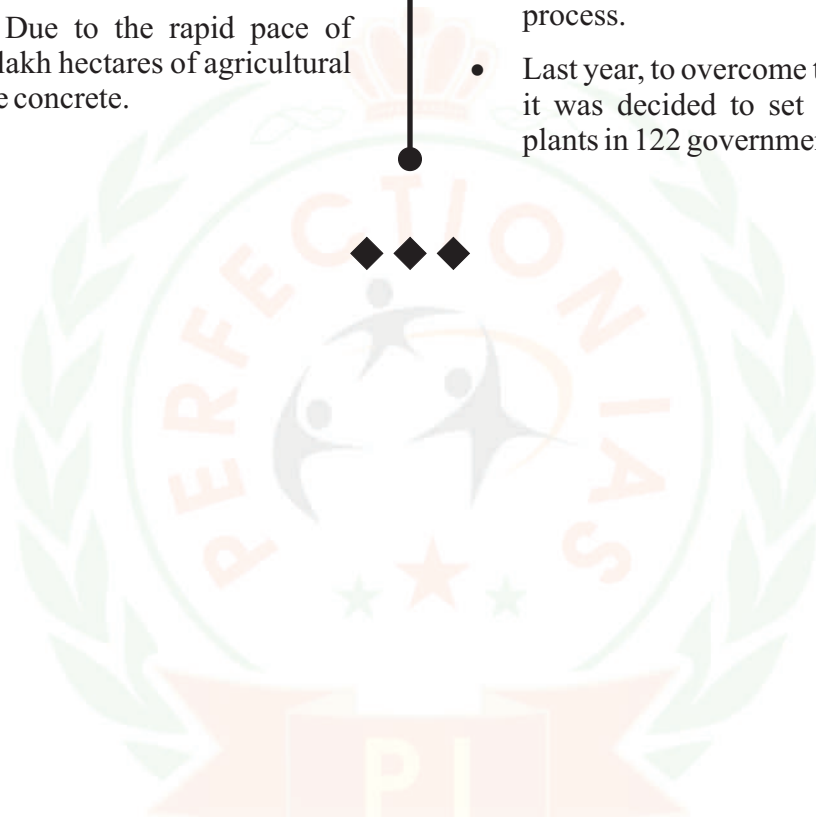 Due to the rapid pace of
lakh hectares of agricultural
concrete.
process.
• Last year, to overcome
it was decided to set
plants in 122
PERFECTION IAS
PI